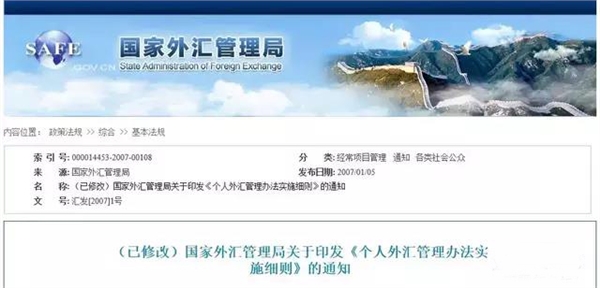 SAFE
.GOV.CN
国家外汇管理局
State Administration of Foreign Exchange
内容位置: 政策法规 >> 综合 >> 基本法规
索 引 号: 000014453-2007-00108 分 类: 经常项目管理 通知 各类社会公众
来 源: 国家外汇管理局 发布日期: 2007/01/05
名 称: (已修改)国家外汇管理局关于印发《个人外汇管理办法实施细则》的通知
文 号: 汇发[2007]1号
(已修改)国家外汇管理局关于印发《个人外汇管理办法实
施细则》的通知